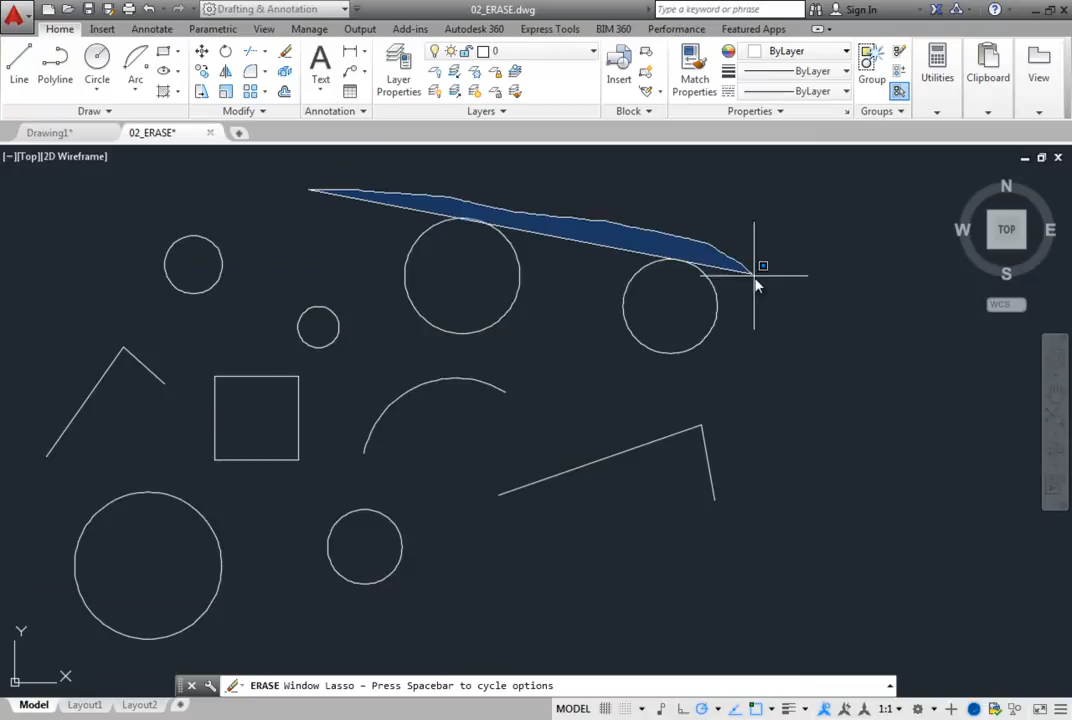 Drafting & Annotation
02_ERASE.dwg
Type a keyword or phrase
Sign In
Home Insert Annotate Parametric View Manage Output Add-ins Autodesk 360 Express Tools BIM 360 Performance Featured Apps
Line Polyline Circle Arc
Text
Layer Properties
0
Insert
Match Properties
ByLayer
ByLayer
ByLayer
Group
Utilities
Clipboard
View
Draw Modify Annotation Layers Block Properties Groups
Drawing1* 02_ERASE*
[−][Top][2D Wireframe]
N
W TOP E
S
WCS
Y
X
ERASE Window Lasso - Press Spacebar to cycle options
Model Layout1 Layout2
MODEL 1:1